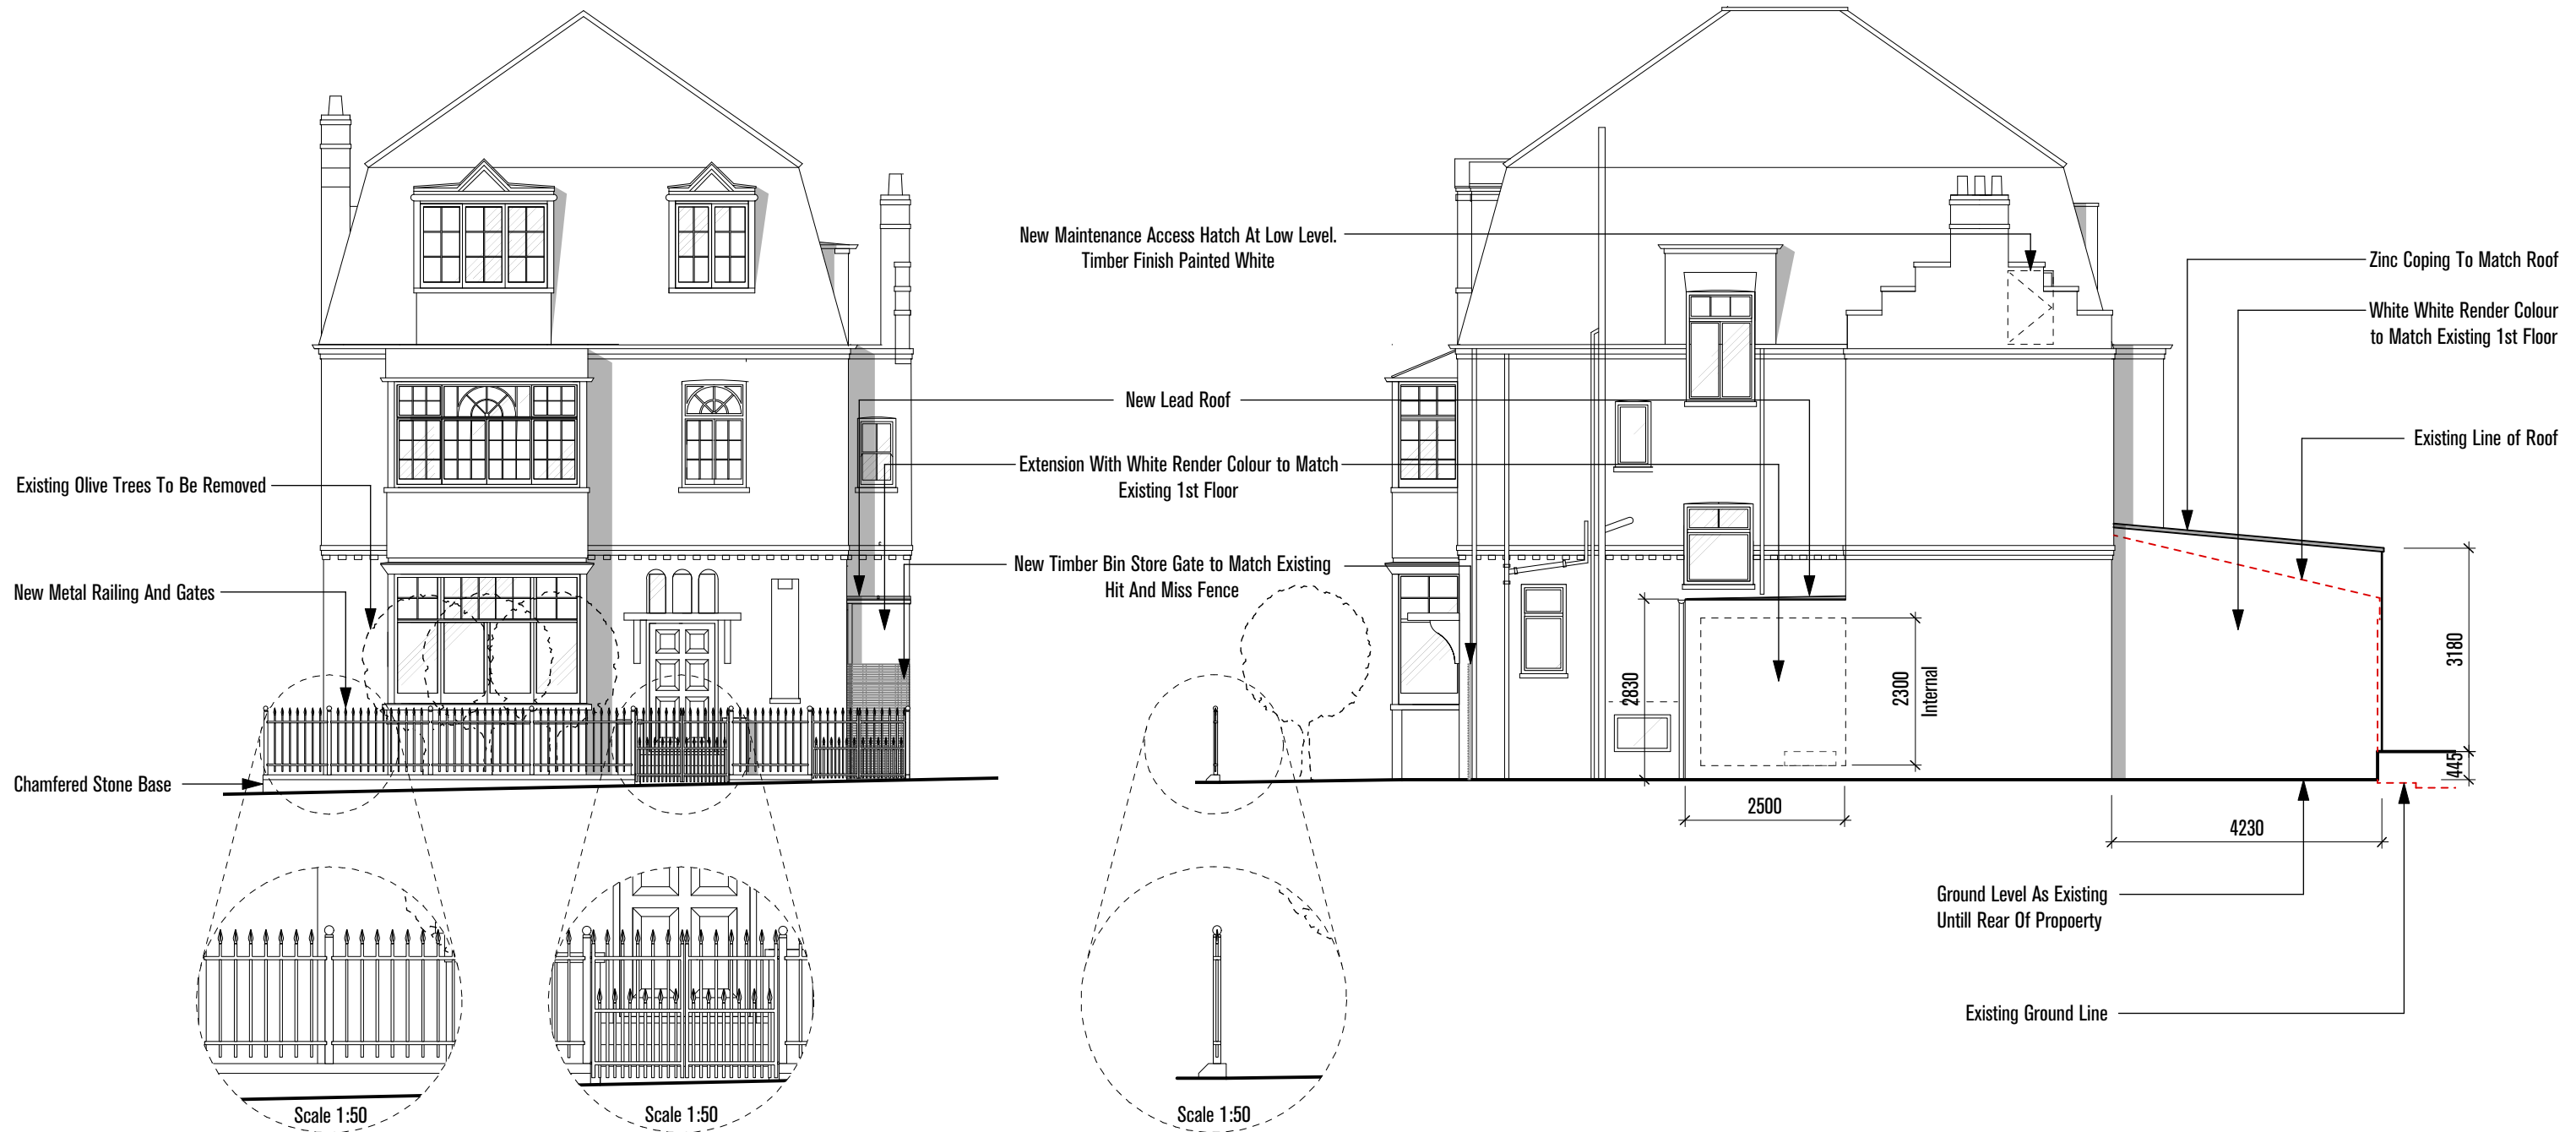 New Maintenance Access Hatch At Low Level.
Timber Finish Painted White
Zinc Coping To Match Roof
White White Render Colour
to Match Existing 1st Floor
New Lead Roof
Existing Line of Roof
Extension With White Render Colour to Match
Existing 1st Floor
Existing Olive Trees To Be Removed
New Timber Bin Store Gate to Match Existing
Hit And Miss Fence
New Metal Railing And Gates
Chamfered Stone Base
2830
2300
Internal
3180
445
2500
4230
Ground Level As Existing
Untill Rear Of Propoerty
Existing Ground Line
Scale 1:50
Scale 1:50
Scale 1:50